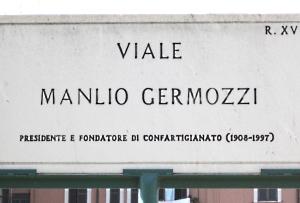 R. XV
VIALE
MANLIO GERMOZZI
PRESIDENTE E FONDATORE DI CONFARTIGIANATO (1908-1997)